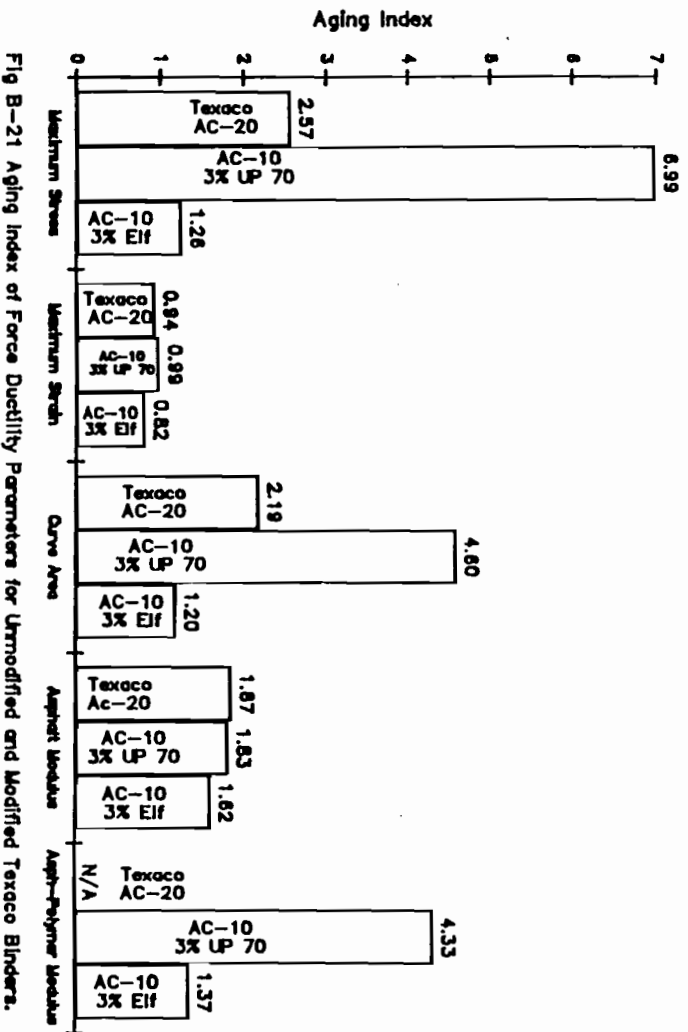 Aging Index
0
1
2
3
4
5
6
7
2.57
Texaco
AC-20
6.99
AC-10
3% UP 70
1.26
AC-10
3% Elf
Maximum Stress
0.94
Texaco
AC-20
0.99
AC-10
3% UP 70
0.82
AC-10
3% Elf
Maximum Strain
2.19
Texaco
AC-20
4.60
AC-10
3% UP 70
1.20
AC-10
3% Elf
Curve Area
1.87
Texaco
Ac-20
1.83
AC-10
3% UP 70
1.62
AC-10
3% Elf
Asphalt Modulus
Texaco
AC-20
N/A
4.33
AC-10
3% UP 70
1.37
AC-10
3% Elf
Asph-Polymer Modulus
Fig B-21 Aging Index of Force Ductility Parameters for Unmodified and Modified Texaco Binders.